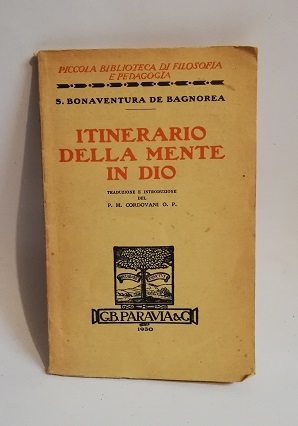 PICCOLA BIBLIOTECA DI FILOSOFIA
E PEDAGOGIA
S. BONAVENTURA DE BAGNOREA
ITINERARIO
DELLA MENTE
IN DIO
TRADUZIONE E INTRODUZIONE
DEL
P. M. CORDOVANI O. P.
G.B. PARAVIA & C.
1930